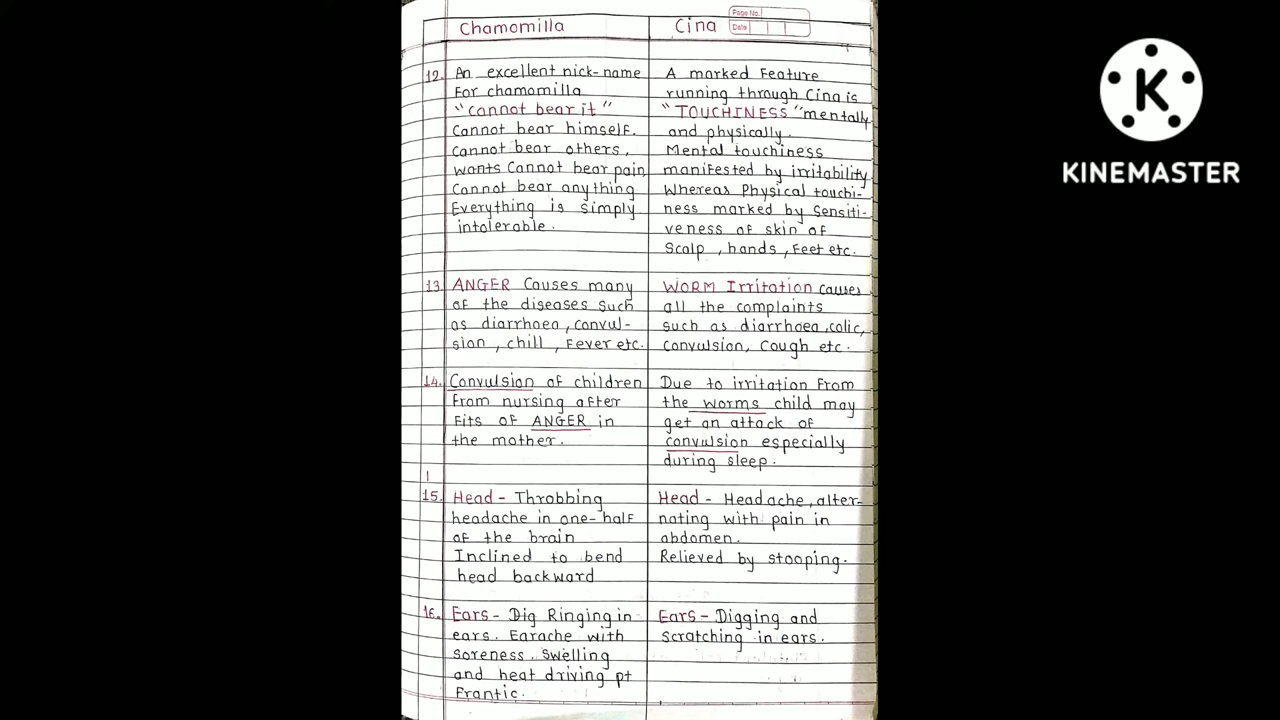 Chamomilla
Cina
Page No.
Date
12. An excellent nick-name
For chamomilla
"cannot bear it"
Cannot bear himself.
Cannot bear others,
wants Cannot bear pain
Cannot bear anything
Everything is simply
intolerable.
A marked Feature
running through Cina is
"TOUCHINESS" mentally
and physically.
Mental touchiness
manifested by irritability
Whereas Physical touchi-
ness marked by Sensiti-
veness of skin of
Scalp, hands, Feet etc.
13. ANGER Causes many
of the diseases Such
as diarrhoea, convul-
sion, chill, Fever etc.
WORM Irritation causes
all the complaints
such as diarrhoea, colic,
convulsion, Cough etc.
14. Convulsion of children
From nursing after
Fits of ANGER in
the mother.
Due to irritation From
the worms child may
get an attack of
convulsion especially
during sleep.
15. Head - Throbbing
headache in one-half
of the brain
Inclined to bend
head backward
Head - Headache, alter-
nating with pain in
abdomen.
Relieved by stooping.
16. Ears - Dig Ringing in
ears. Earache with
soreness. Swelling
and heat driving pt
Frantic.
Ears - Digging and
scratching in ears.
K
KINEMASTER